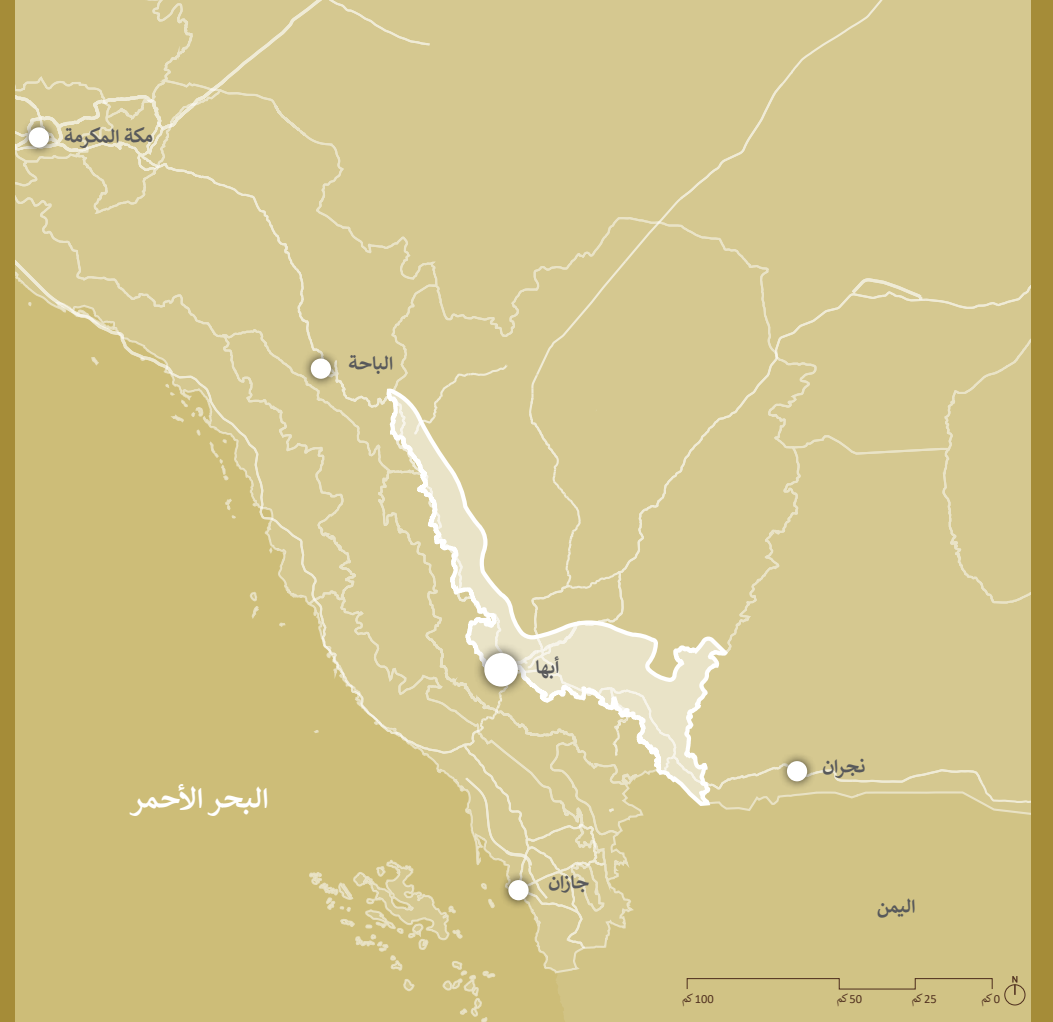 مكة المكرمة
الباحة
أبها
نجران
البحر الأحمر
جازان
اليمن
N
0 كم
25 كم
50 كم
100 كم